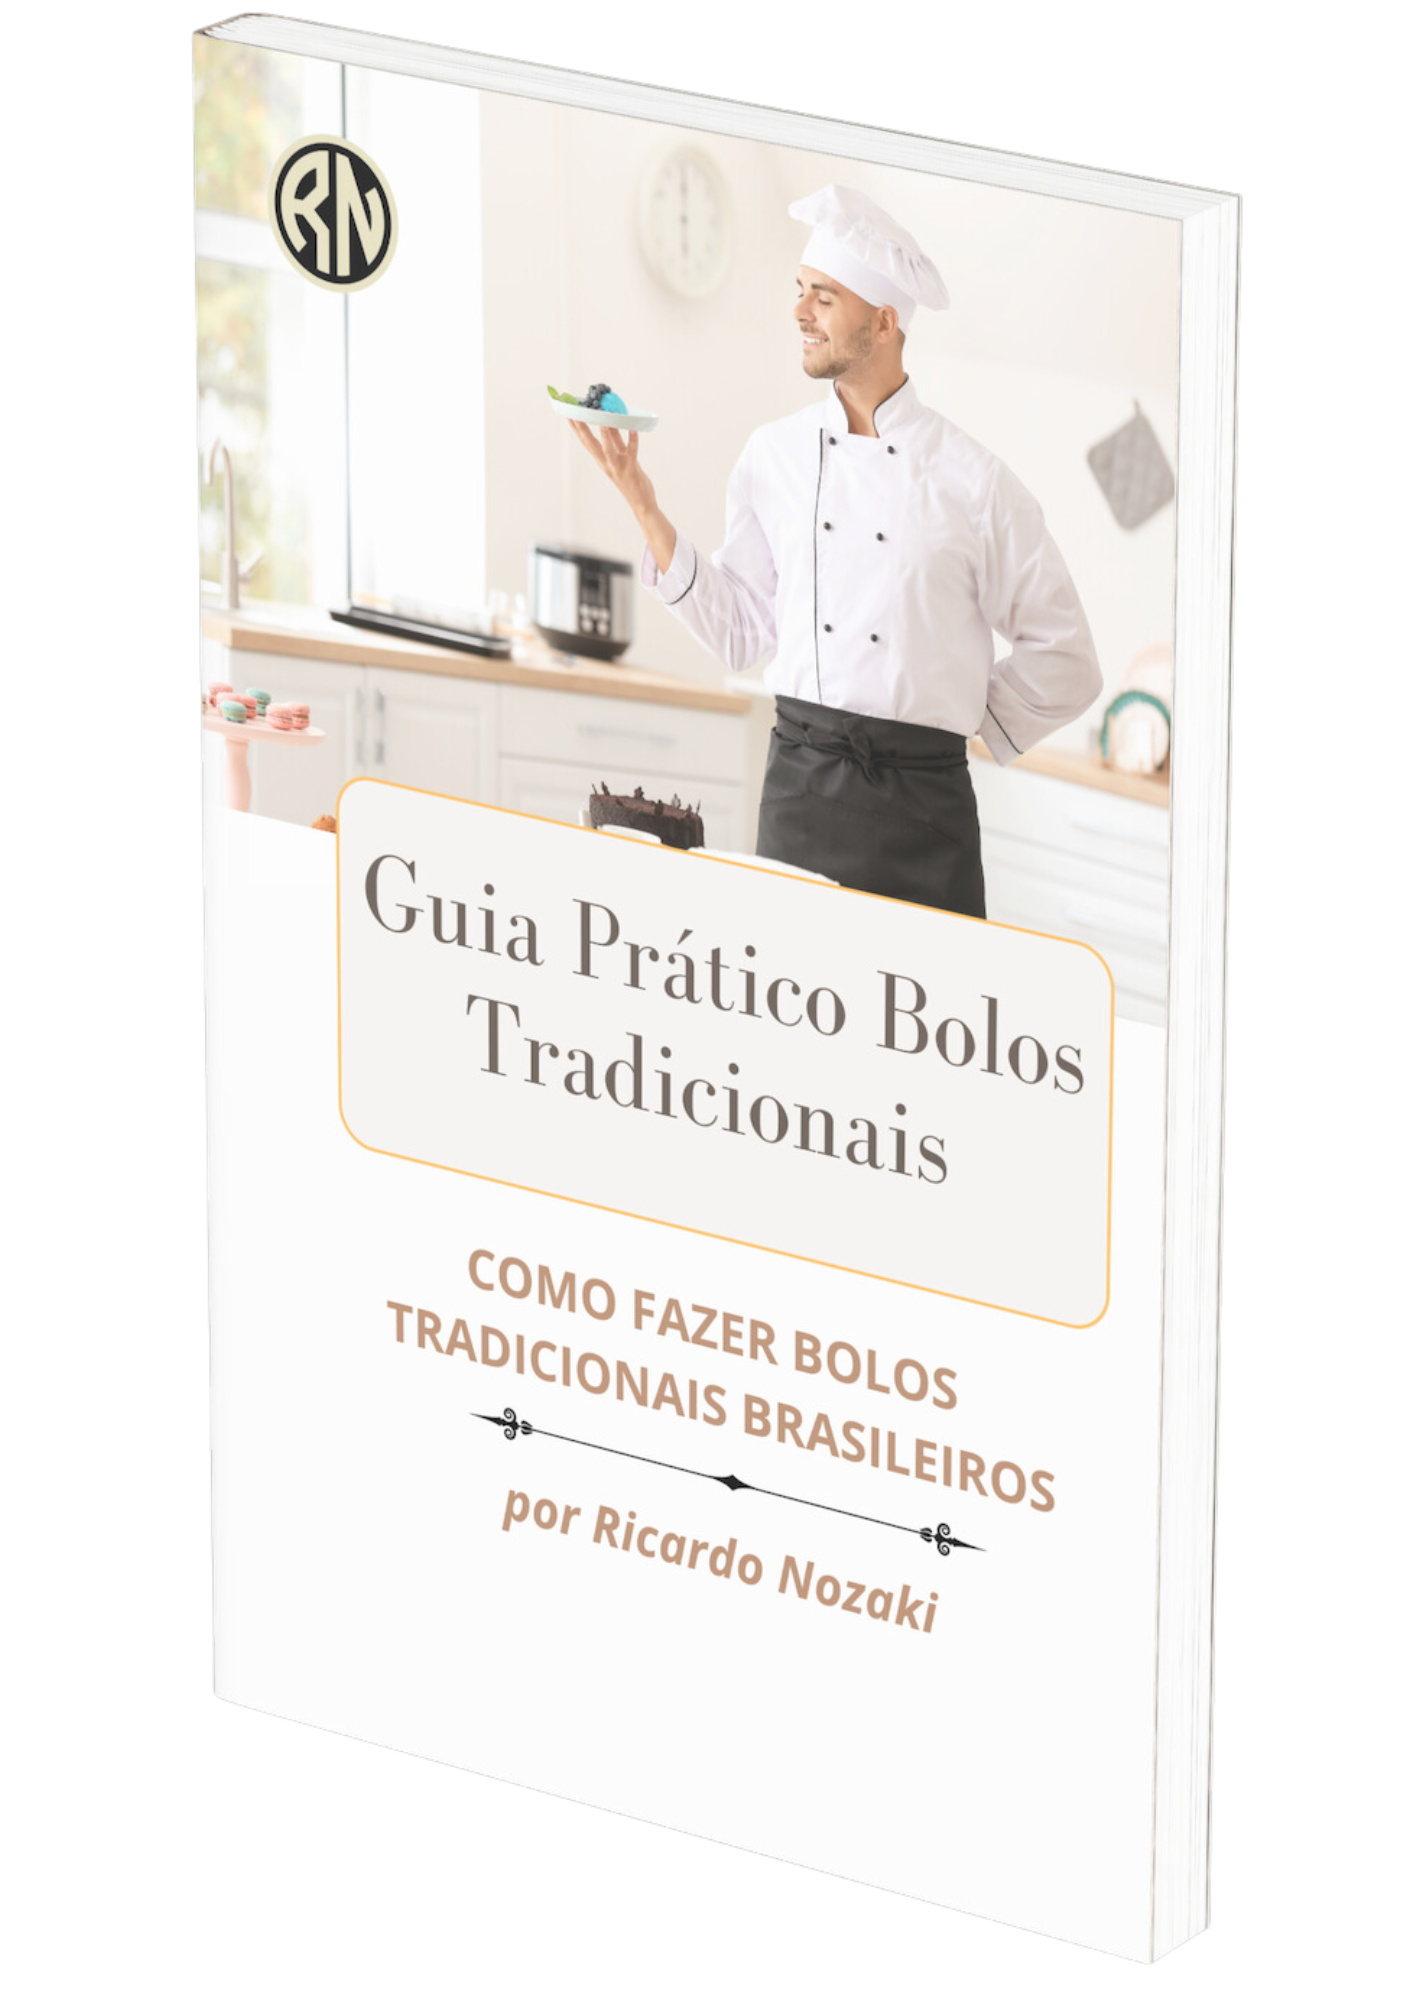 RN
Guia Prático Bolos
Tradicionais
COMO FAZER BOLOS
TRADICIONAIS BRASILEIROS
por Ricardo Nozaki